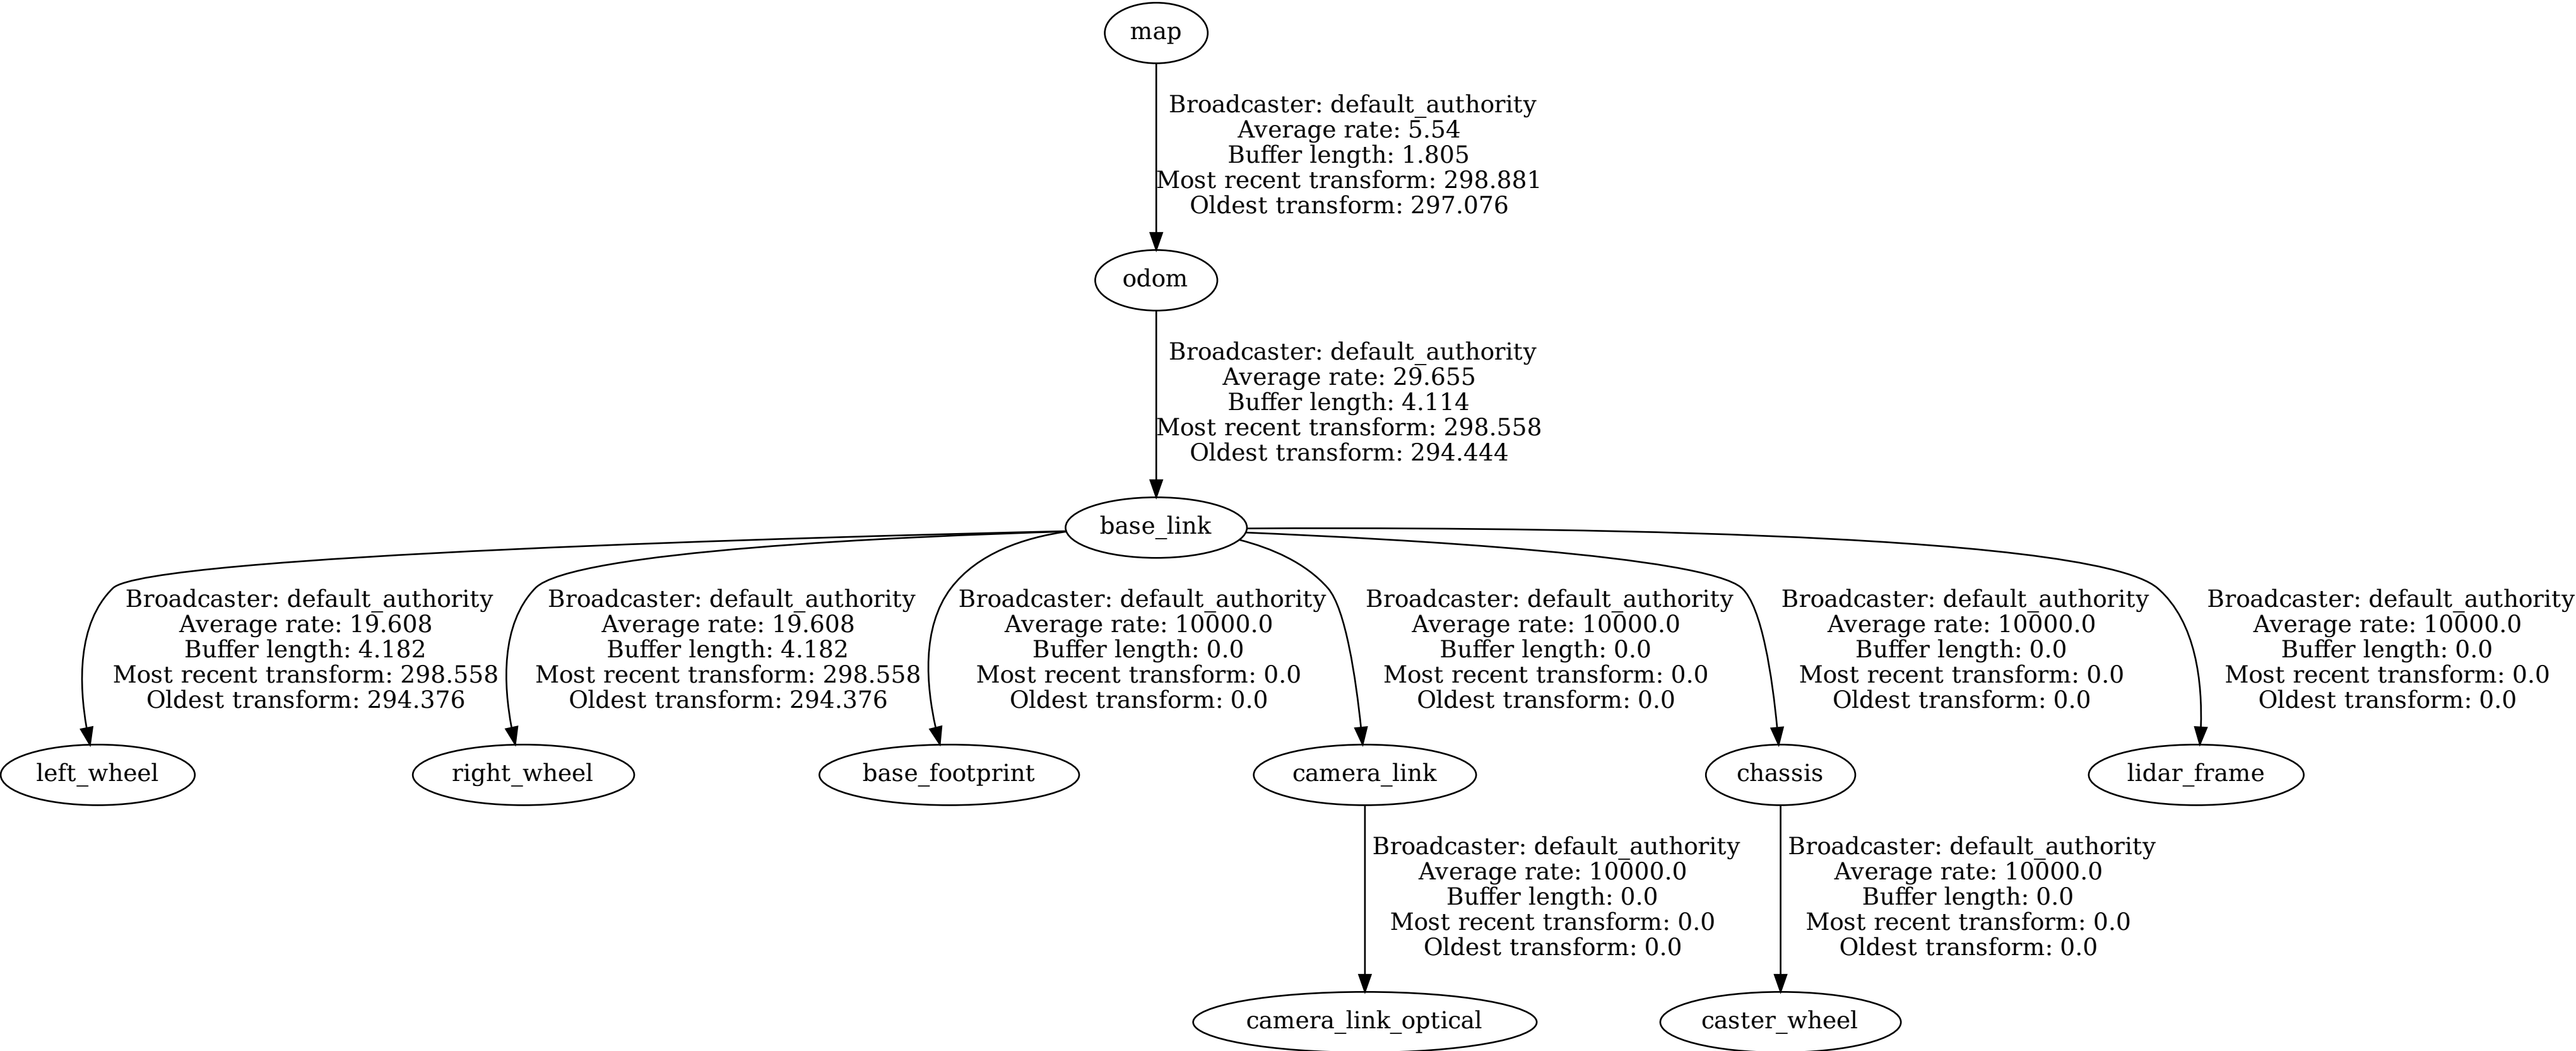 map
Broadcaster: default_authority
Average rate: 5.54
Buffer length: 1.805
Most recent transform: 298.881
Oldest transform: 297.076
odom
Broadcaster: default_authority
Average rate: 29.655
Buffer length: 4.114
Most recent transform: 298.558
Oldest transform: 294.444
base_link
Broadcaster: default_authority
Average rate: 19.608
Buffer length: 4.182
Most recent transform: 298.558
Oldest transform: 294.376
Broadcaster: default_authority
Average rate: 19.608
Buffer length: 4.182
Most recent transform: 298.558
Oldest transform: 294.376
Broadcaster: default_authority
Average rate: 10000.0
Buffer length: 0.0
Most recent transform: 0.0
Oldest transform: 0.0
Broadcaster: default_authority
Average rate: 10000.0
Buffer length: 0.0
Most recent transform: 0.0
Oldest transform: 0.0
Broadcaster: default_authority
Average rate: 10000.0
Buffer length: 0.0
Most recent transform: 0.0
Oldest transform: 0.0
Broadcaster: default_authority
Average rate: 10000.0
Buffer length: 0.0
Most recent transform: 0.0
Oldest transform: 0.0
left_wheel
right_wheel
base_footprint
camera_link
chassis
lidar_frame
Broadcaster: default_authority
Average rate: 10000.0
Buffer length: 0.0
Most recent transform: 0.0
Oldest transform: 0.0
Broadcaster: default_authority
Average rate: 10000.0
Buffer length: 0.0
Most recent transform: 0.0
Oldest transform: 0.0
camera_link_optical
caster_wheel